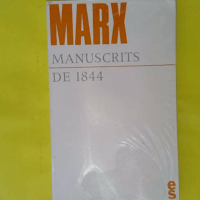 MARX
MANUSCRITS
DE 1844
es